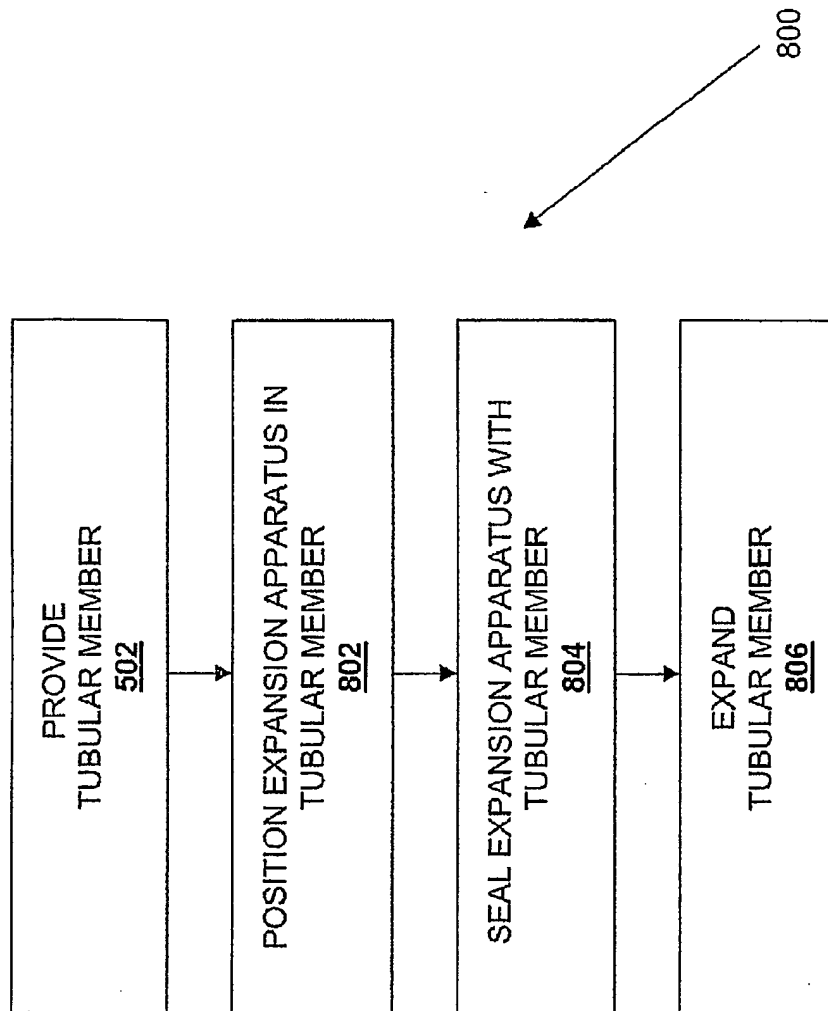 PROVIDE
TUBULAR MEMBER
502
POSITION EXPANSION APPARATUS IN
TUBULAR MEMBER
802
SEAL EXPANSION APPARATUS WITH
TUBULAR MEMBER
804
EXPAND
TUBULAR MEMBER
806
800